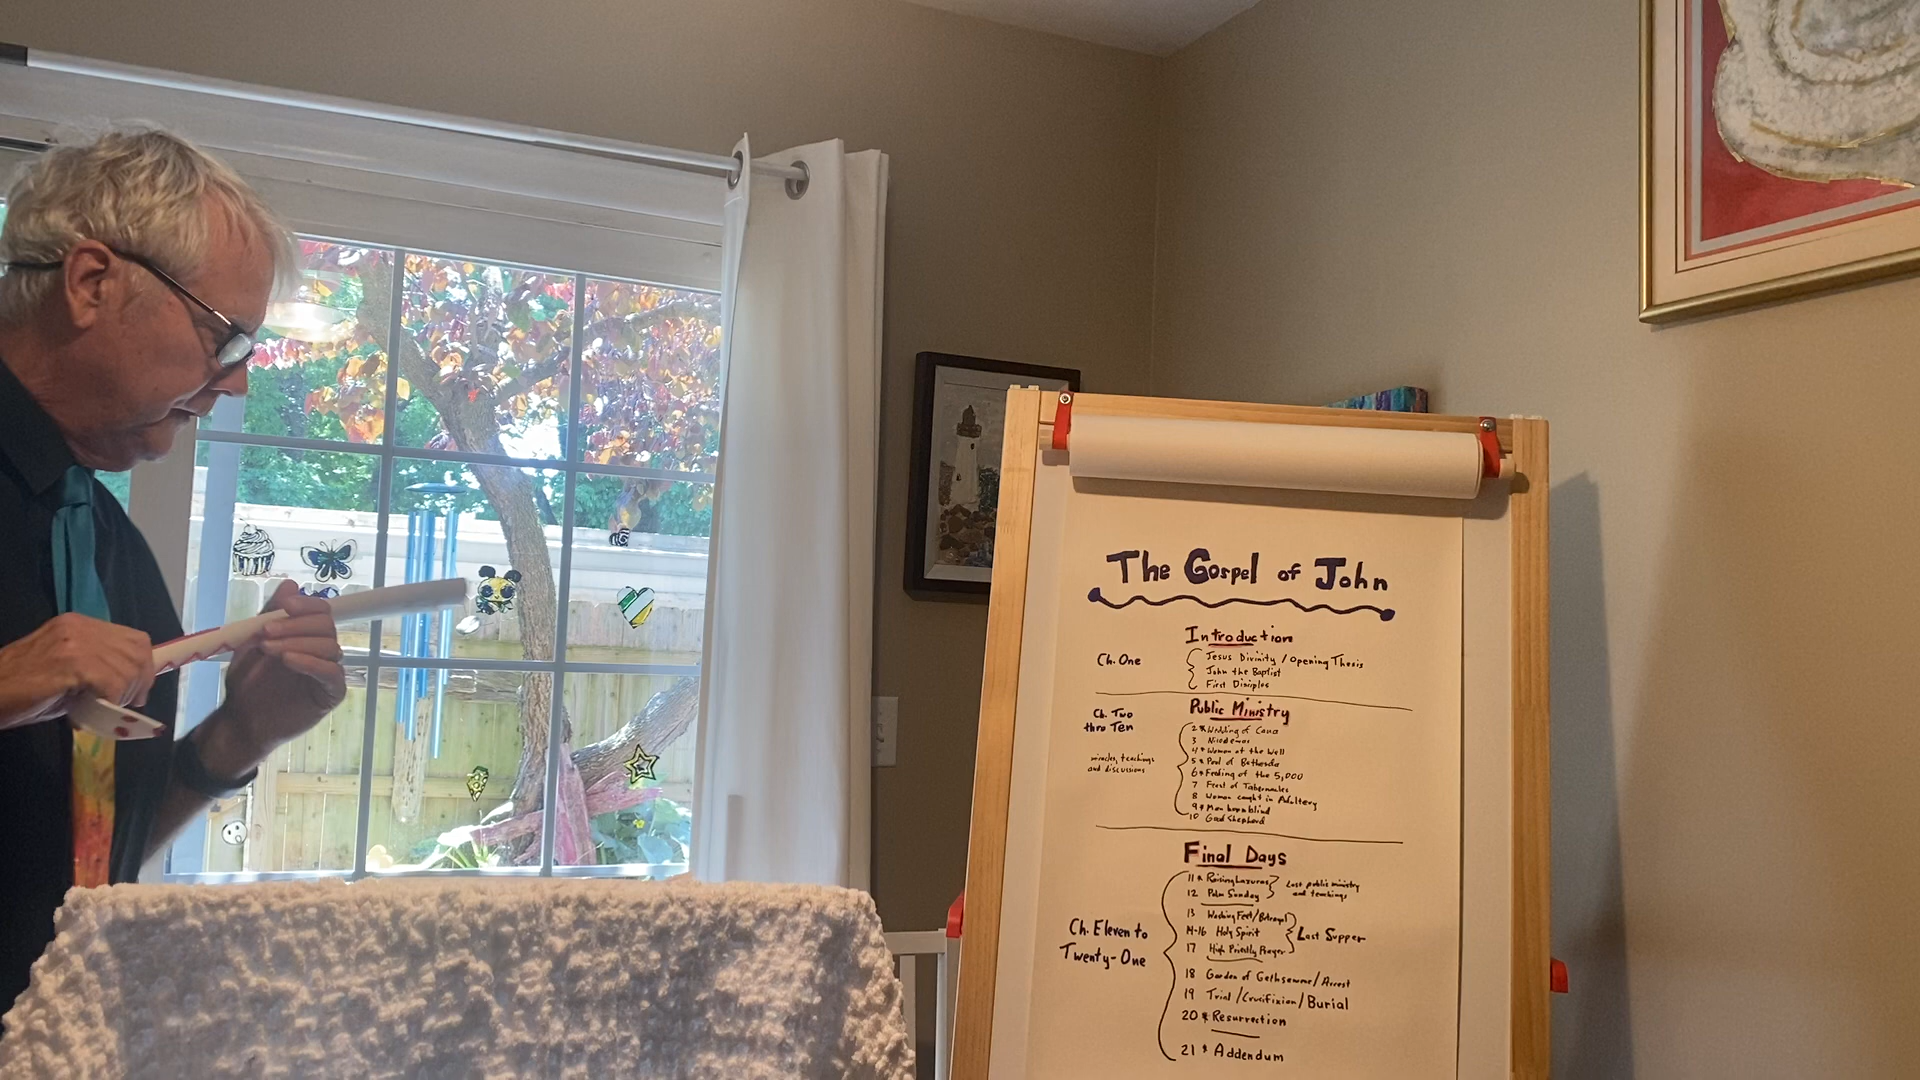 The Gospel of John
Introduction
Ch. One
Jesus Divinity / Opening Thesis
John the Baptist
First Disciples
Public Ministry
Ch. Two
thro Ten
miracles, teachings
and discussions
2 * Wedding of Cana
3 Nicodemus
4 * Woman at the Well
5 * Pool of Bethesda
6 * Feeding of the 5,000
7 Feast of Tabernacles
8 Woman caught in Adultery
9 * Man born blind
10 Good Shepherd
Final Days
Ch. Eleven to
Twenty-One
11 * Raising Lazarus
12 Palm Sunday
Last public ministry
and teachings
13 Washing Feet/Betrayal
14-16 Holy Spirit
17 High Priestly Prayer
Last Supper
18 Garden of Gethsemane / Arrest
19 Trial / Crucifixion / Burial
20 * Resurrection
21 * Addendum